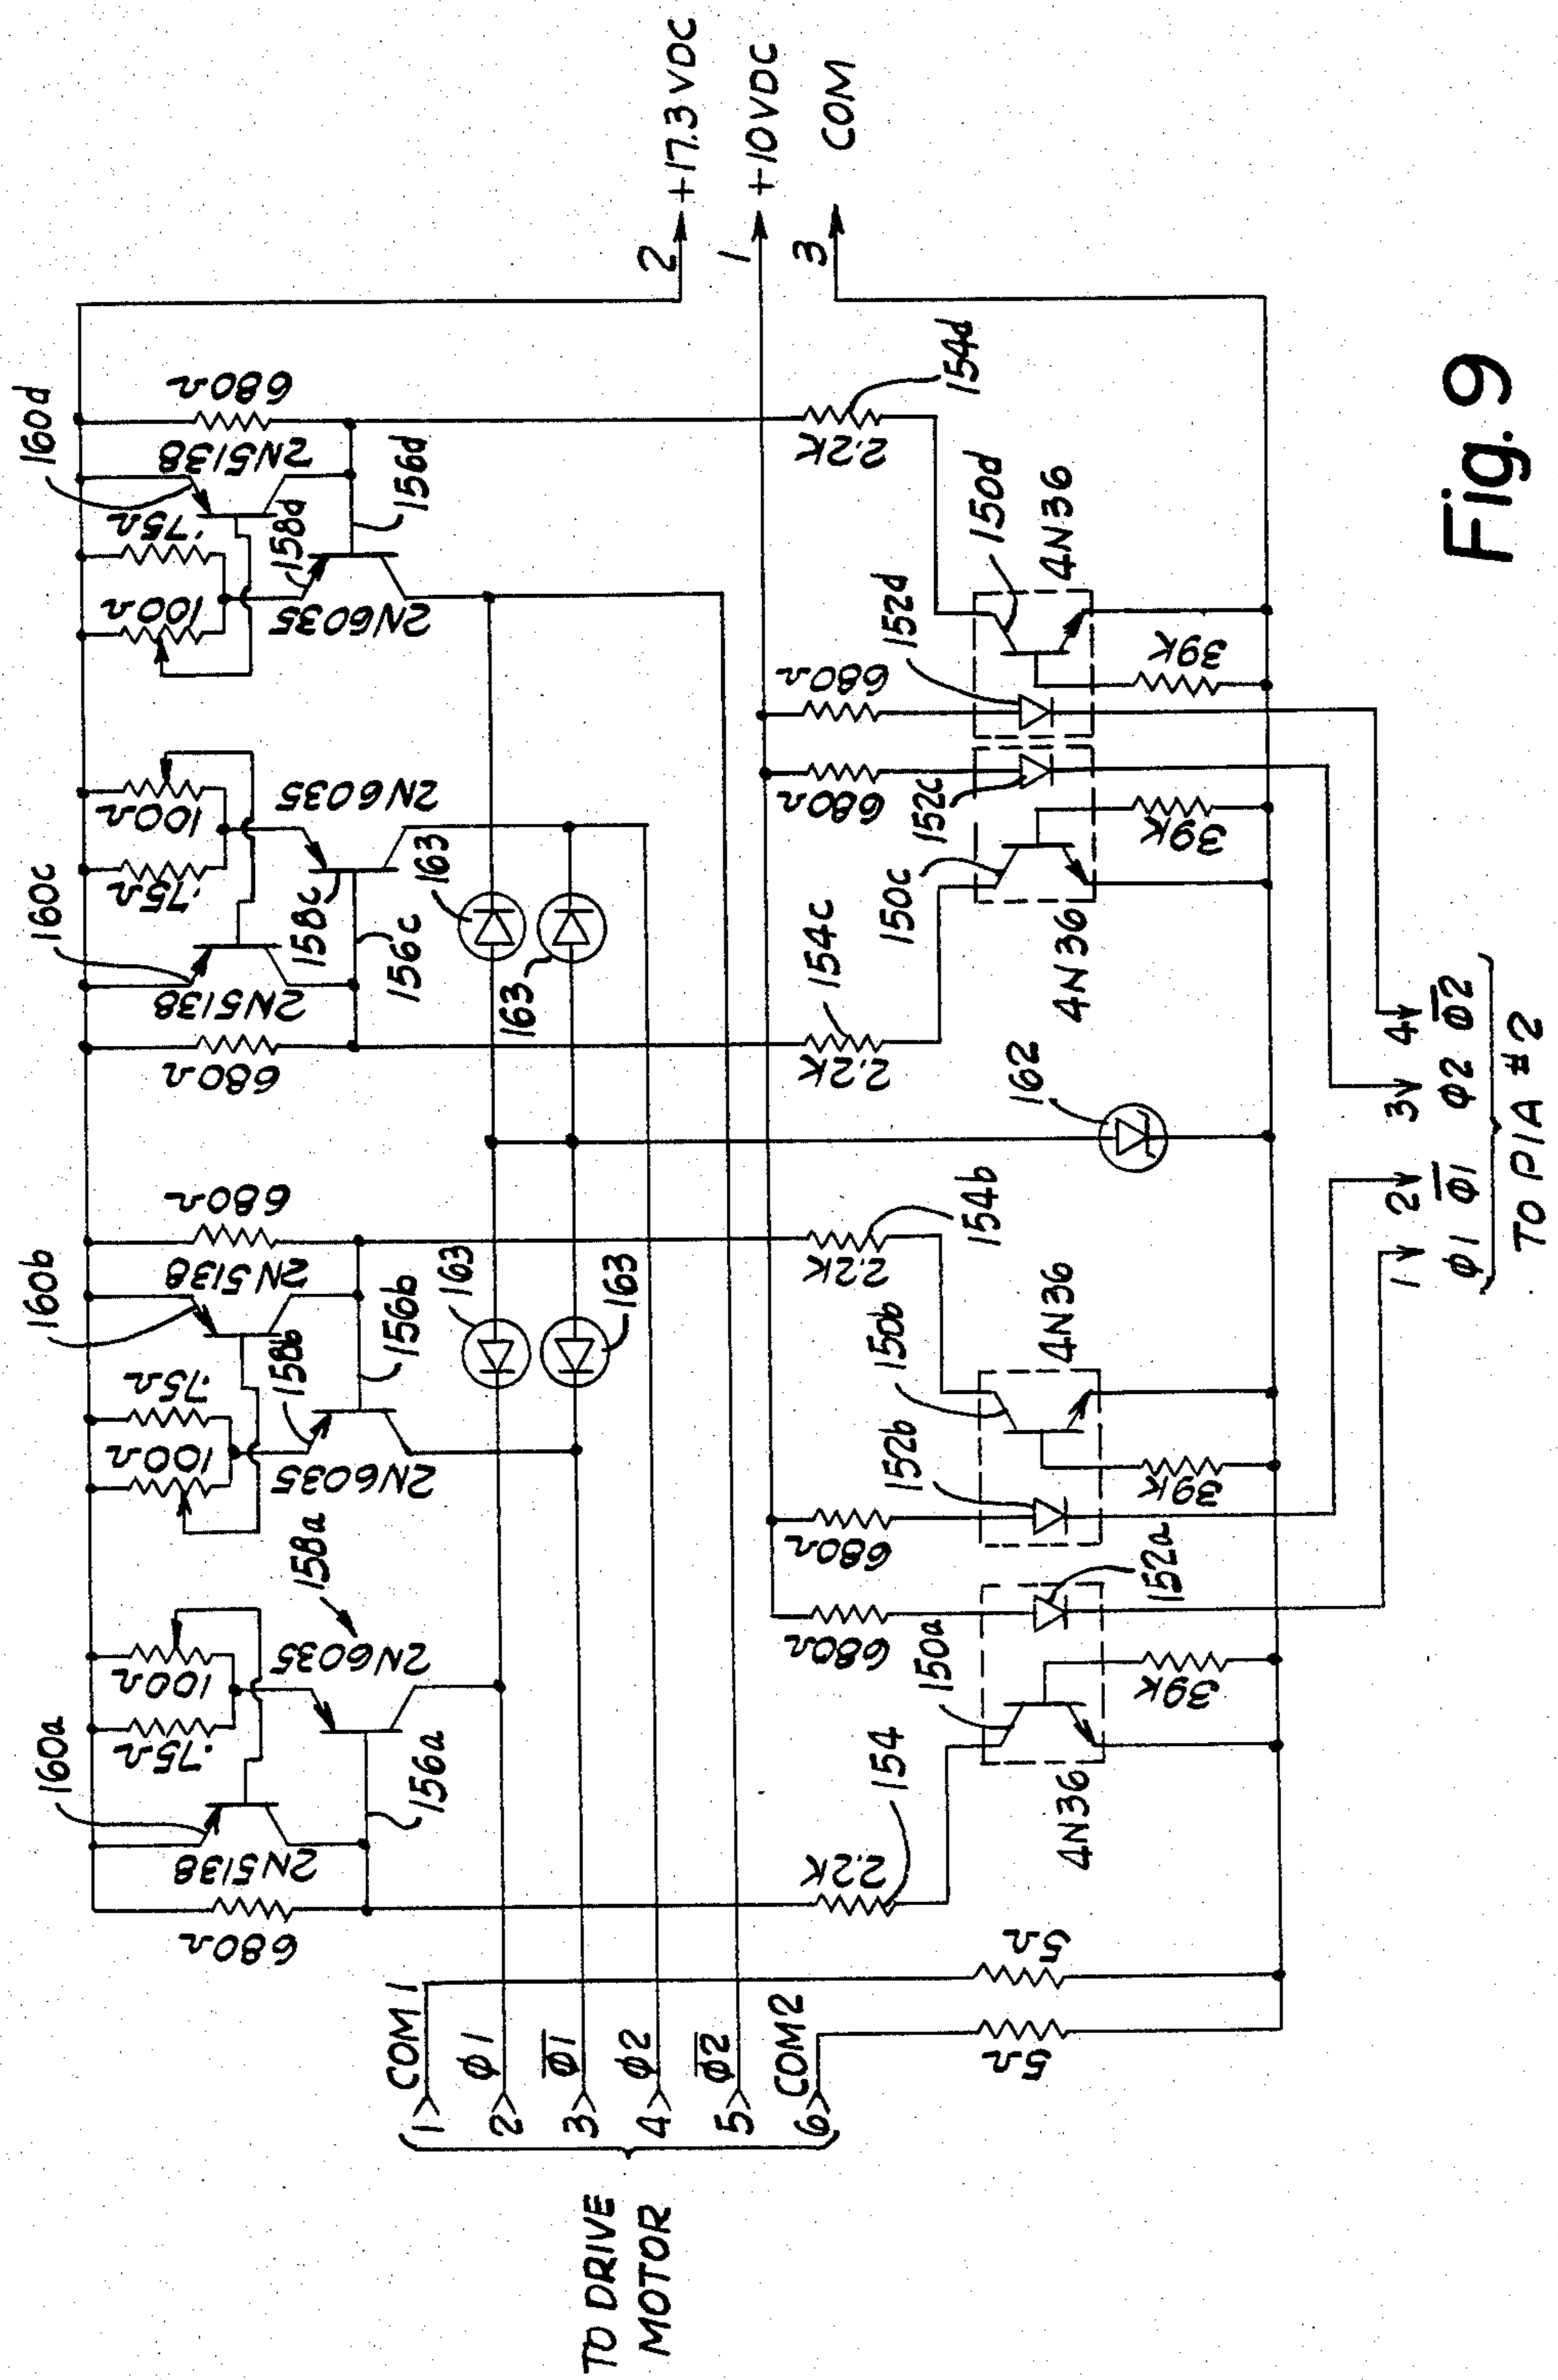 160a
160b
160c
160d
680Ω
2N5138
.75Ω
100Ω
2N6035
158a
100Ω
.75Ω
2N5138
680Ω
158b
2N6035
680Ω
2N5138
.75Ω
100Ω
2N6035
158c
100Ω
.75Ω
2N5138
680Ω
158d
2N6035
156a
156b
156c
156d
163
163
163
163
TO DRIVE
MOTOR
1 COM 1
2 φ1
3 φ̅1̅
4 φ2
5 φ̅2̅
6 COM 2
2 +17.3 VDC
1 +10 VDC
3 COM
2.2K
154
680Ω
680Ω
2.2K
154b
2.2K
154c
680Ω
680Ω
2.2K
154d
5Ω
5Ω
150a
152a
4N36
39K
152b
150b
4N36
39K
162
150c
152c
4N36
39K
152d
150d
4N36
39K
1 2 3 4
φ1 φ̅1̅ φ2 φ̅2̅
TO PIA #2
Fig. 9